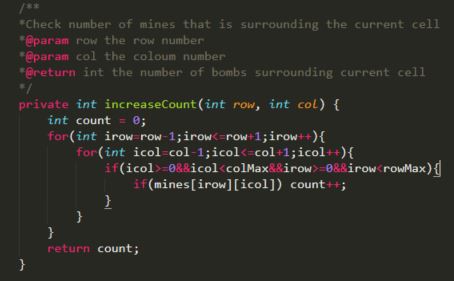 /**
*Check number of mines that is surrounding the current cell
*@param row the row number
*@param col the coloum number
*@return int the number of bombs surrounding current cell
*/
private int increaseCount(int row, int col) {
int count = 0;
for(int irow=row-1;irow<=row+1;irow++){
for(int icol=col-1;icol<=col+1;icol++){
if(icol>=0&&icol<colMax&&irow>=0&&irow<rowMax){
if(mines[irow][icol]) count++;
}
}
}
return count;
}